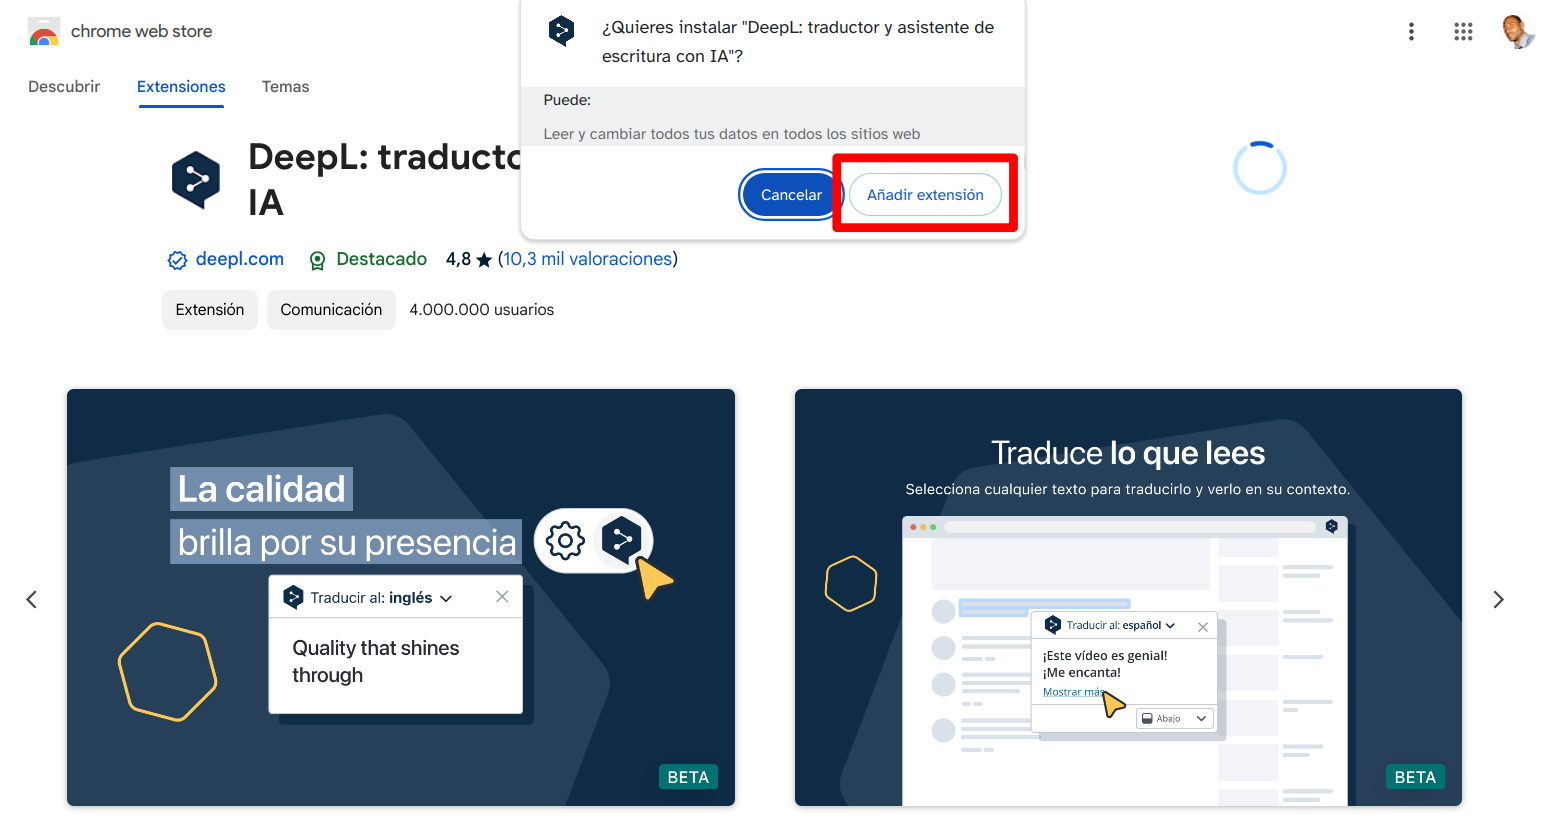 chrome web store
Descubrir Extensiones Temas
¿Quieres instalar "DeepL: traductor y asistente de
escritura con IA"?
Puede:
Leer y cambiar todos tus datos en todos los sitios web
Cancelar Añadir extensión
DeepL: traducto
IA
deepl.com Destacado 4,8 ★ (10,3 mil valoraciones)
Extensión Comunicación 4.000.000 usuarios
La calidad
brilla por su presencia
Traducir al: inglés
Quality that shines
through
BETA
Traduce lo que lees
Selecciona cualquier texto para traducirlo y verlo en su contexto.
Traducir al: español
¡Este vídeo es genial!
¡Me encanta!
Mostrar más
Abajo
BETA